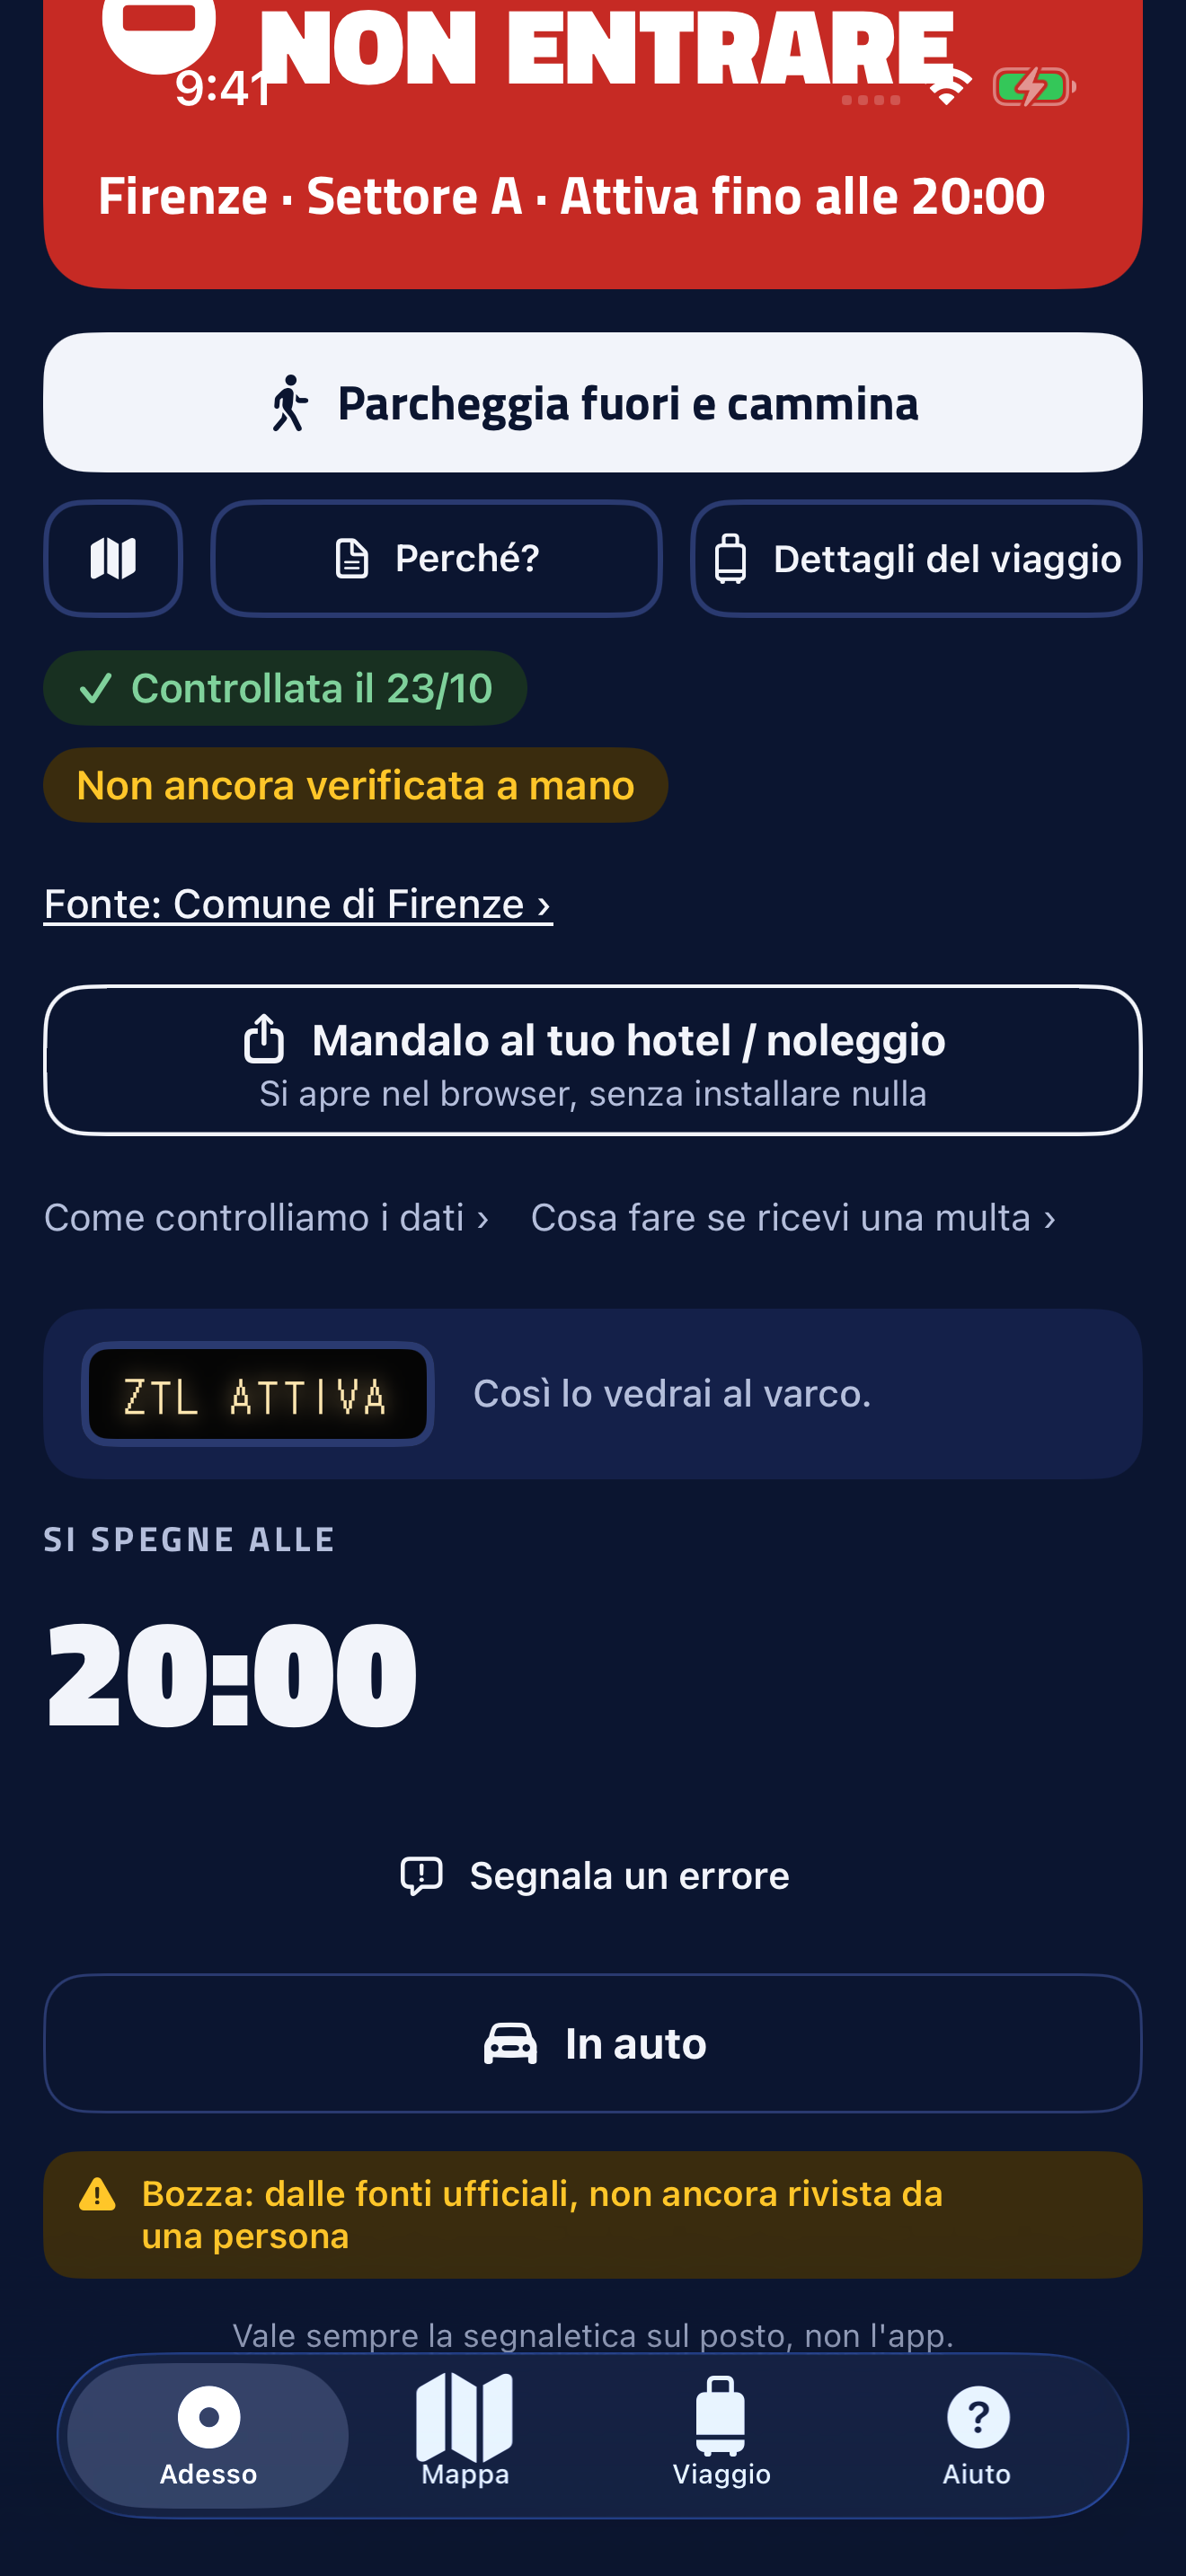 NON ENTRARE
9:41
Firenze · Settore A · Attiva fino alle 20:00
Parcheggia fuori e cammina
Perché?
Dettagli del viaggio
Controllata il 23/10
Non ancora verificata a mano
Fonte: Comune di Firenze ›
Mandalo al tuo hotel / noleggio
Si apre nel browser, senza installare nulla
Come controlliamo i dati ›
Cosa fare se ricevi una multa ›
ZTL ATTIVA
Così lo vedrai al varco.
SI SPEGNE ALLE
20:00
Segnala un errore
In auto
Bozza: dalle fonti ufficiali, non ancora rivista da
una persona
Vale sempre la segnaletica sul posto, non l'app.
Adesso
Mappa
Viaggio
Aiuto